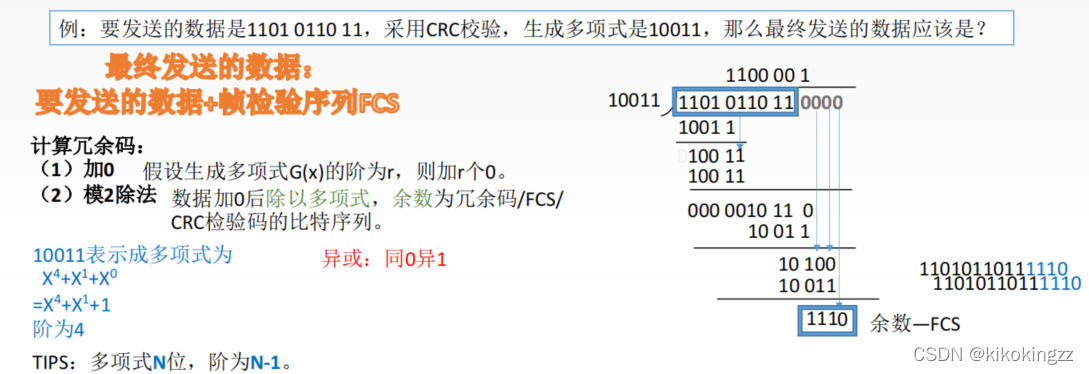 例：要发送的数据是1101 0110 11，采用CRC校验，生成多项式是10011，那么最终发送的数据应该是？
最终发送的数据：
要发送的数据+帧检验序列FCS
计算冗余码：
（1）加0 假设生成多项式G(x)的阶为r，则加r个0。
（2）模2除法 数据加0后除以多项式，余数为冗余码/FCS/
CRC检验码的比特序列。
10011表示成多项式为
X⁴+X¹+X⁰
=X⁴+X¹+1
阶为4
异或：同0异1
TIPS：多项式N位，阶为N-1。
1100 00 1
10011 1101 0110 11 0000
1001 1
0100 11
100 11
000 0010 11 0
10 01 1
10 100
10 011
1110 余数—FCS
11010110111110
11010110111110
CSDN @kikokingzz